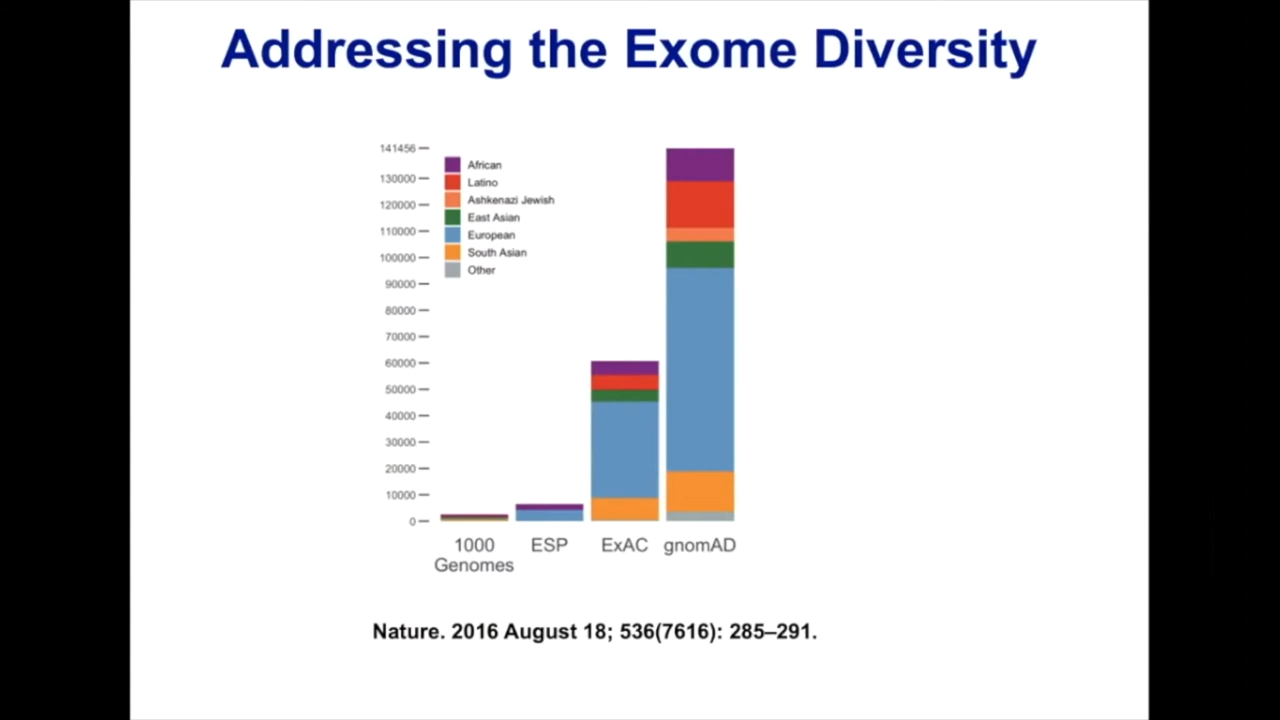 Addressing the Exome Diversity
141456
130000
120000
110000
100000
90000
80000
70000
60000
50000
40000
30000
20000
10000
0
African
Latino
Ashkenazi Jewish
East Asian
European
South Asian
Other
1000 Genomes
ESP
ExAC
gnomAD
Nature. 2016 August 18; 536(7616): 285–291.